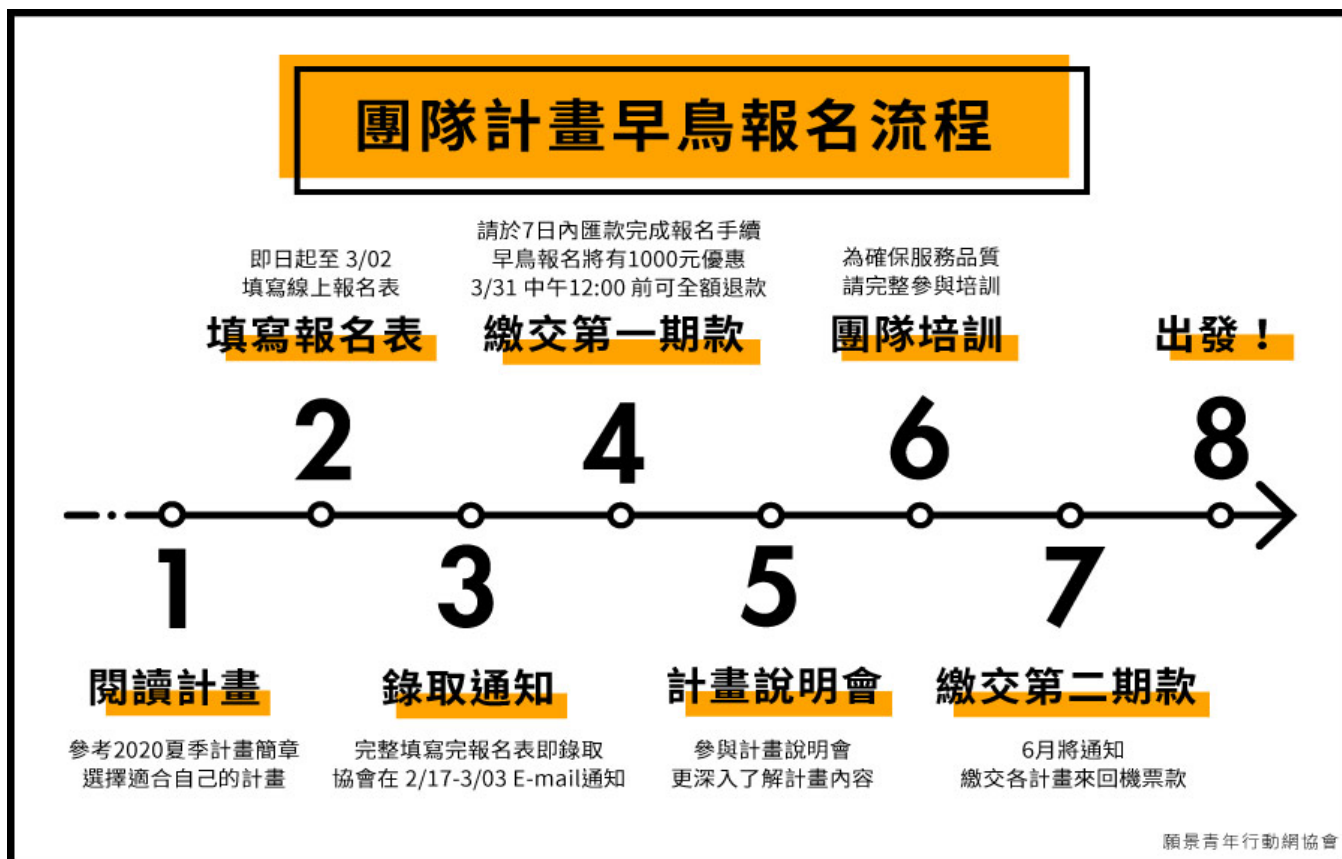 團隊計畫早鳥報名流程
即日起至 3/02
填寫線上報名表
填寫報名表
2
請於7日內匯款完成報名手續
早鳥報名將有1000元優惠
3/31 中午12:00 前可全額退款
繳交第一期款
4
為確保服務品質
請完整參與培訓
團隊培訓
6
出發！
8
1
閱讀計畫
參考2020夏季計畫簡章
選擇適合自己的計畫
3
錄取通知
完整填寫完報名表即錄取
協會在 2/17-3/03 E-mail通知
5
計畫說明會
參與計畫說明會
更深入了解計畫內容
7
繳交第二期款
6月將通知
繳交各計畫來回機票款
願景青年行動網協會